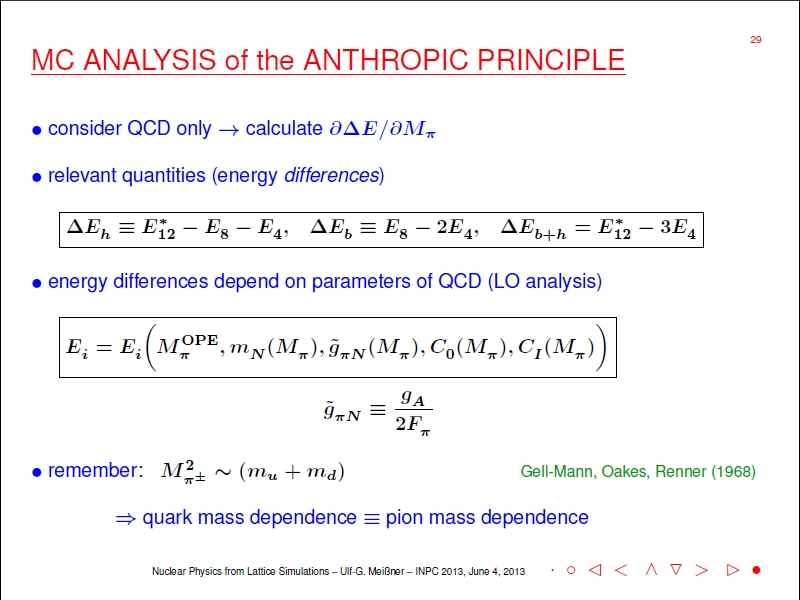 29
MC ANALYSIS of the ANTHROPIC PRINCIPLE
• consider QCD only → calculate ∂ΔE/∂M_π
• relevant quantities (energy differences)
ΔE_h ≡ E*_12 − E_8 − E_4, ΔE_b ≡ E_8 − 2E_4, ΔE_{b+h} = E*_12 − 3E_4
• energy differences depend on parameters of QCD (LO analysis)
E_i = E_i(M_π^OPE, m_N(M_π), g̃_πN(M_π), C_0(M_π), C_I(M_π))
g̃_πN ≡ g_A / 2F_π
• remember: M²_π± ∼ (m_u + m_d) Gell-Mann, Oakes, Renner (1968)
⇒ quark mass dependence ≡ pion mass dependence
Nuclear Physics from Lattice Simulations – Ulf-G. Meißner – INPC 2013, June 4, 2013 · ○ ◁ < ∧ ▽ > ▷ •